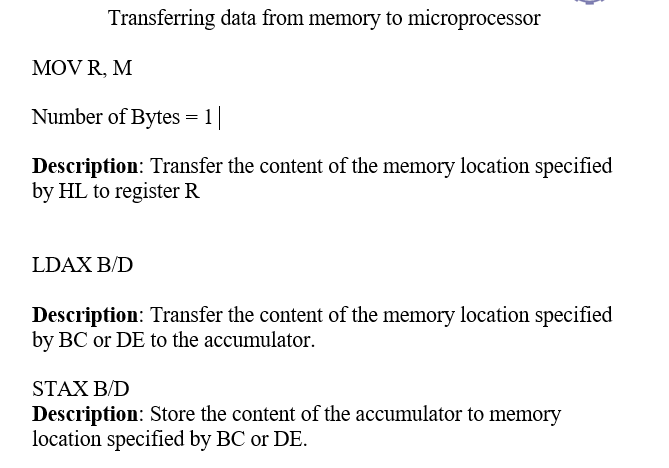 Transferring data from memory to microprocessor
MOV R, M
Number of Bytes = 1
Description: Transfer the content of the memory location specified
by HL to register R
LDAX B/D
Description: Transfer the content of the memory location specified
by BC or DE to the accumulator.
STAX B/D
Description: Store the content of the accumulator to memory
location specified by BC or DE.